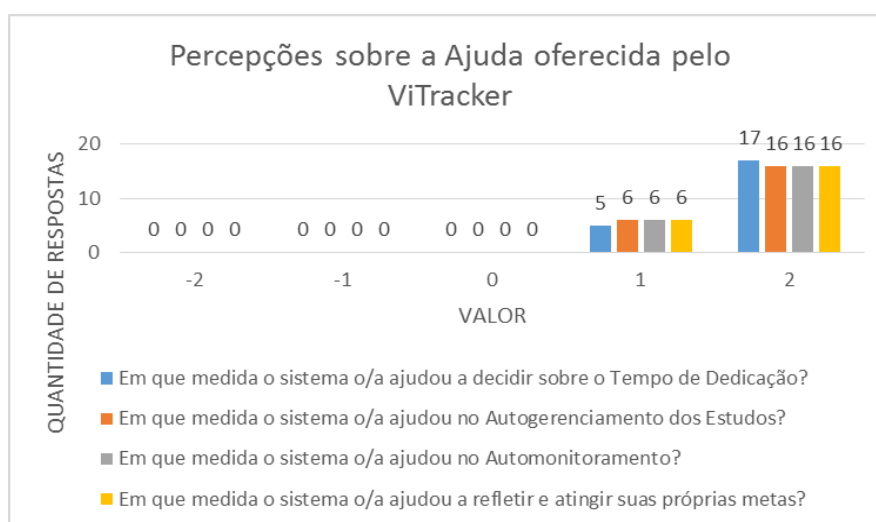 Percepções sobre a Ajuda oferecida pelo
ViTracker
QUANTIDADE DE RESPOSTAS
20
10
0
0 0 0 0
0 0 0 0
0 0 0 0
5 6 6 6
17 16 16 16
-2 -1 0 1 2
VALOR
Em que medida o sistema o/a ajudou a decidir sobre o Tempo de Dedicação?
Em que medida o sistema o/a ajudou no Autogerenciamento dos Estudos?
Em que medida o sistema o/a ajudou no Automonitoramento?
Em que medida o sistema o/a ajudou a refletir e atingir suas próprias metas?